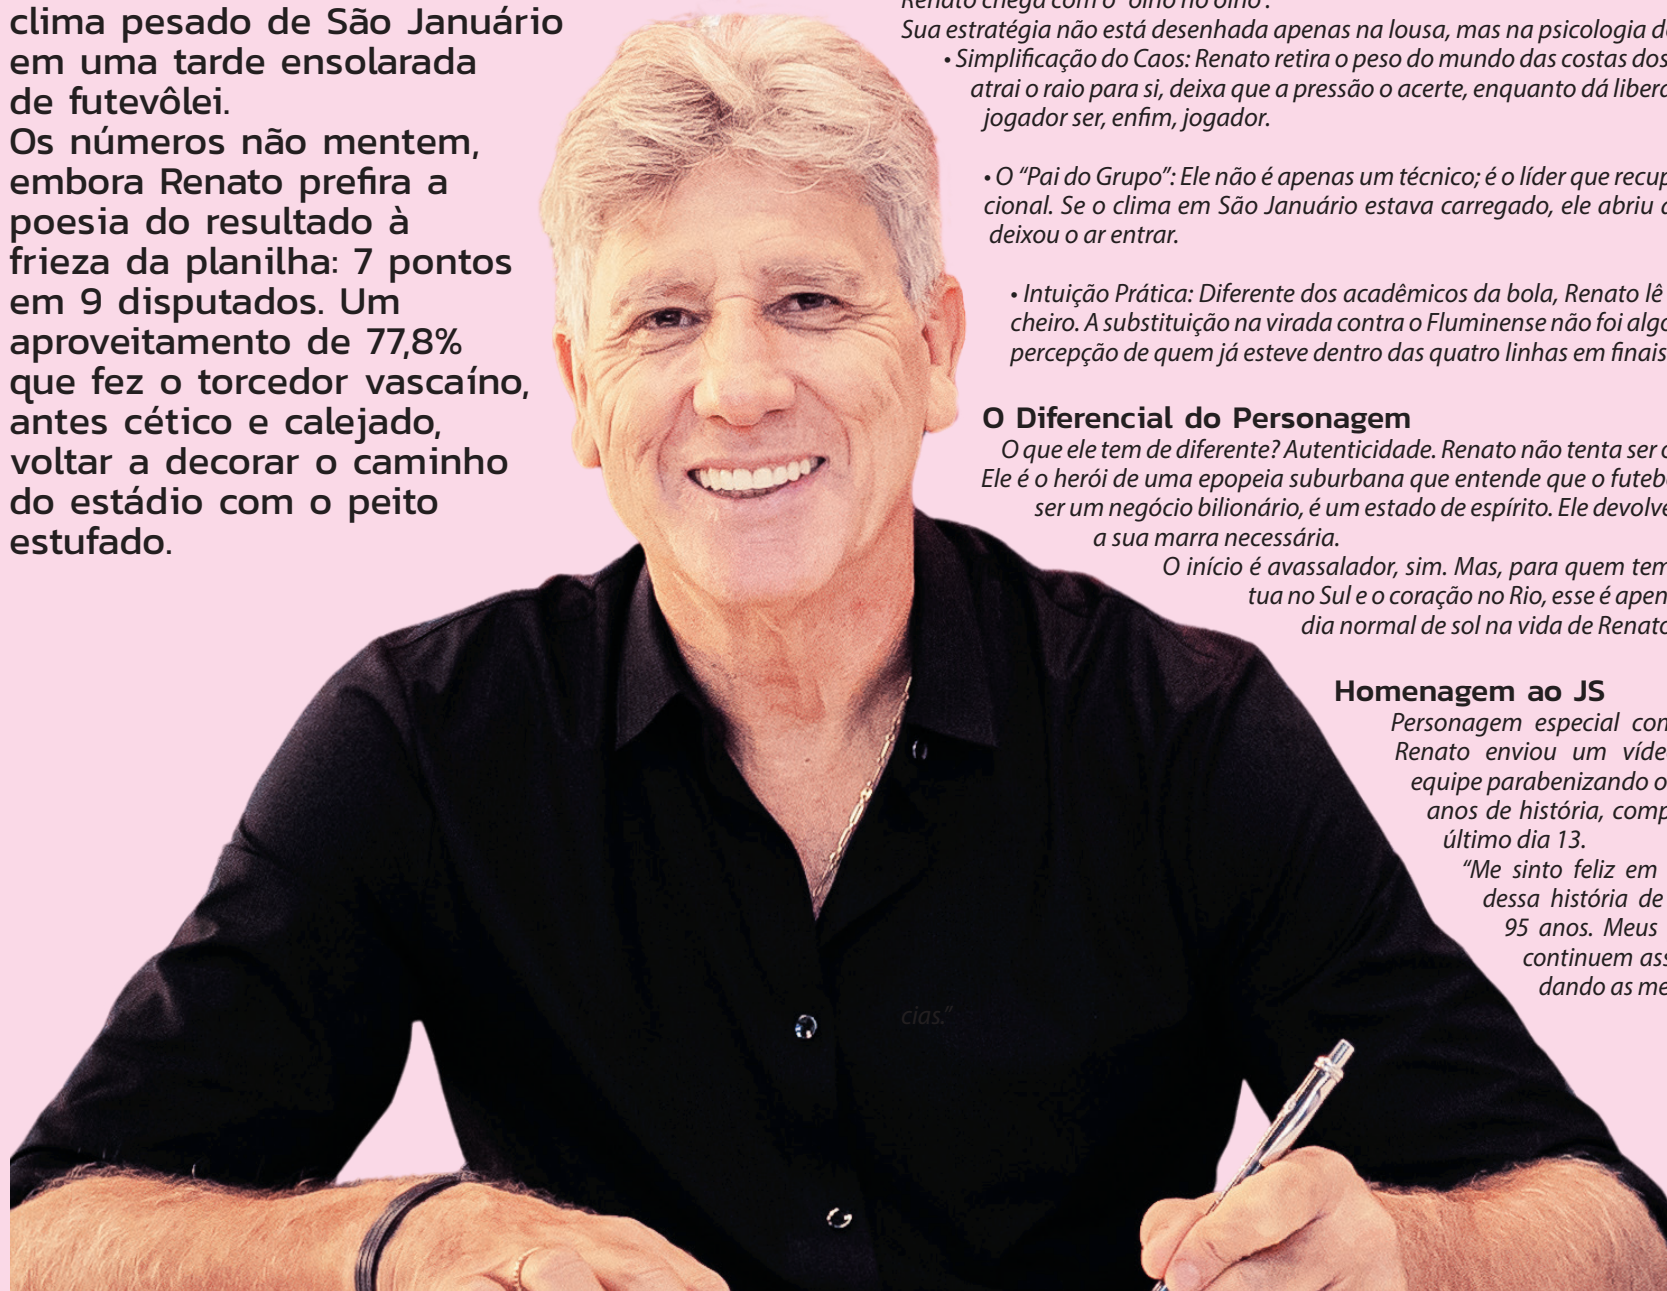 clima pesado de São Januário
em uma tarde ensolarada
de futevôlei.
Os números não mentem,
embora Renato prefira a
poesia do resultado à
frieza da planilha: 7 pontos
em 9 disputados. Um
aproveitamento de 77,8%
que fez o torcedor vascaíno,
antes cético e calejado,
voltar a decorar o caminho
do estádio com o peito
estufado.
Renato chega com o “olho no olho”.
Sua estratégia não está desenhada apenas na lousa, mas na psicologia
• Simplificação do Caos: Renato retira o peso do mundo das costas dos
atrai o raio para si, deixa que a pressão o acerte, enquanto dá
jogador ser, enfim, jogador.
• O “Pai do Grupo”: Ele não é apenas um técnico; é o líder que
cional. Se o clima em São Januário estava carregado, ele abriu
deixou o ar entrar.
• Intuição Prática: Diferente dos acadêmicos da bola, Renato lê
cheiro. A substituição na virada contra o Fluminense não foi
percepção de quem já esteve dentro das quatro linhas em finais
O Diferencial do Personagem
O que ele tem de diferente? Autenticidade. Renato não tenta ser
Ele é o herói de uma epopeia suburbana que entende que o
ser um negócio bilionário, é um estado de espírito. Ele
a sua marra necessária.
O início é avassalador, sim. Mas, para quem tem
tua no Sul e o coração no Rio, esse é
dia normal de sol na vida de Renato
Homenagem ao JS
Personagem especial
Renato enviou um
equipe parabenizando o
anos de história,
último dia 13.
“Me sinto feliz em
dessa história de
95 anos. Meus
continuem
dando as
cias.”